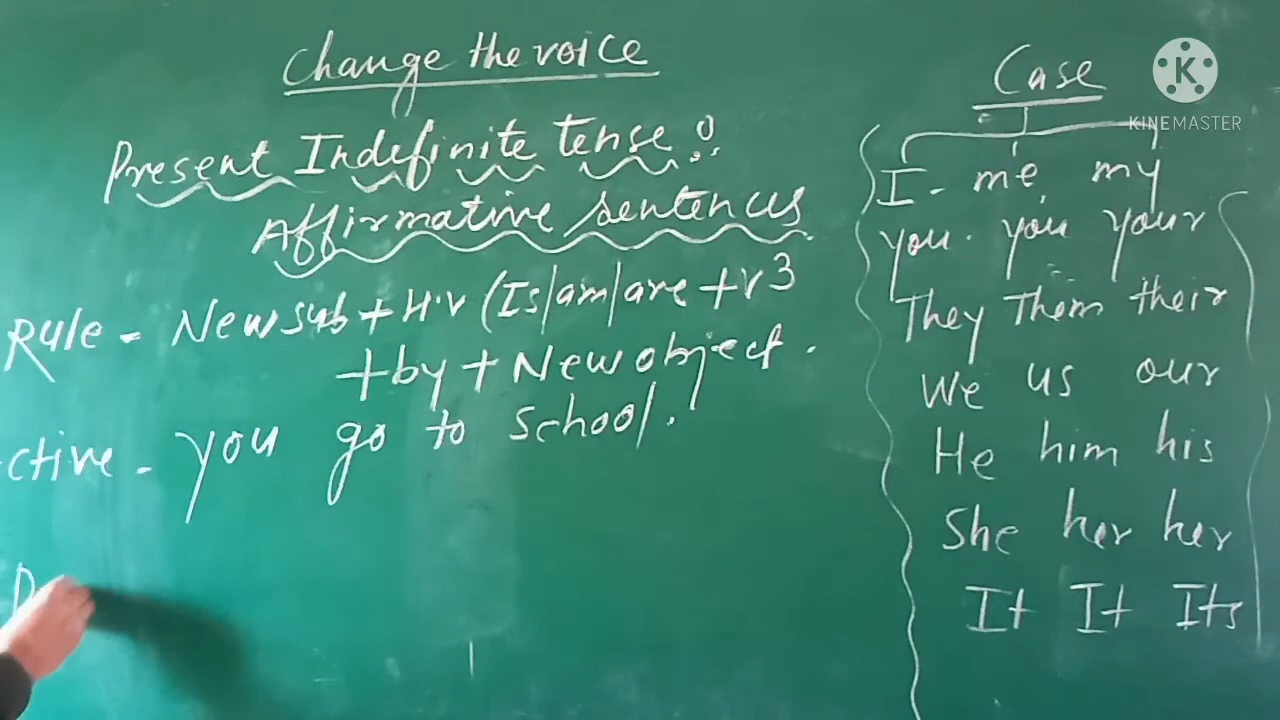 Change the voice
Present Indefinite tense :
Affirmative sentences
Rule - New sub + H.v (Is/am/are + v3
+ by + New object.
ctive - you go to school.
P
Case
I - me my
you. you your
They Them their
We us our
He him his
She her her
It It Its
K
KINEMASTER